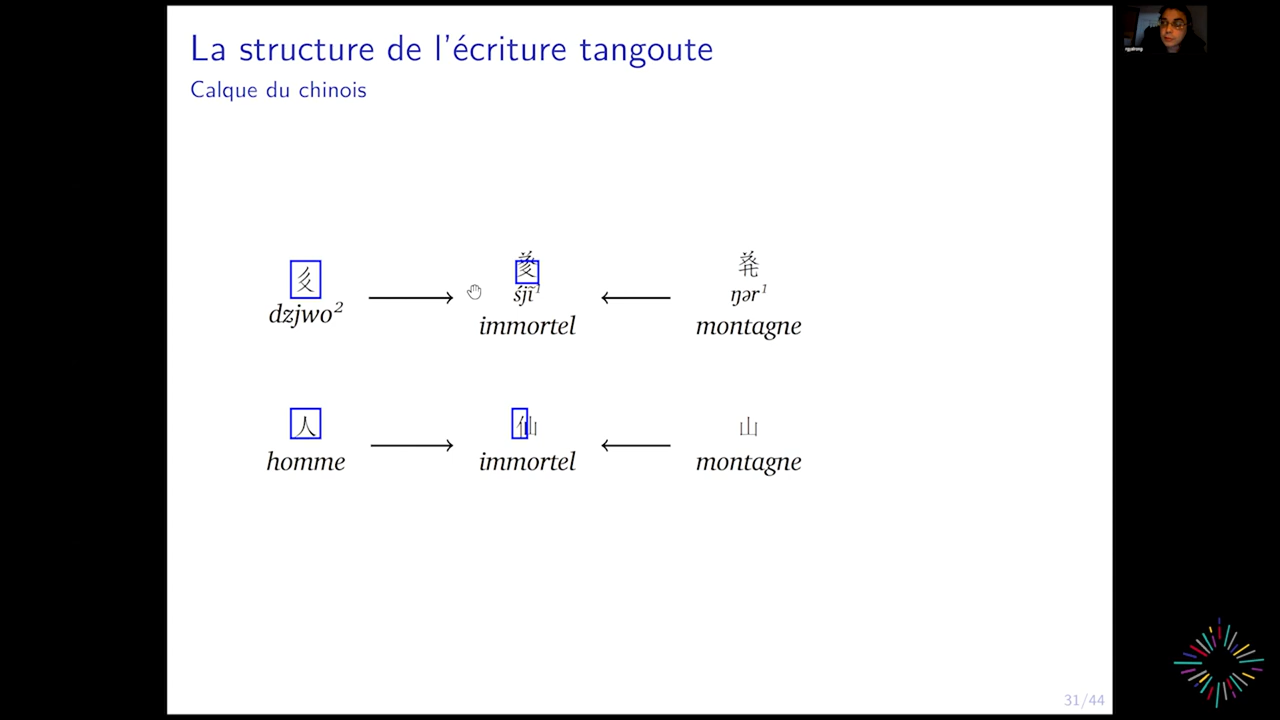 La structure de l'écriture tangoute
Calque du chinois
dzjwo²
śjĩ¹
immortel
ŋər¹
montagne
人
homme
仙
immortel
山
montagne
31/44